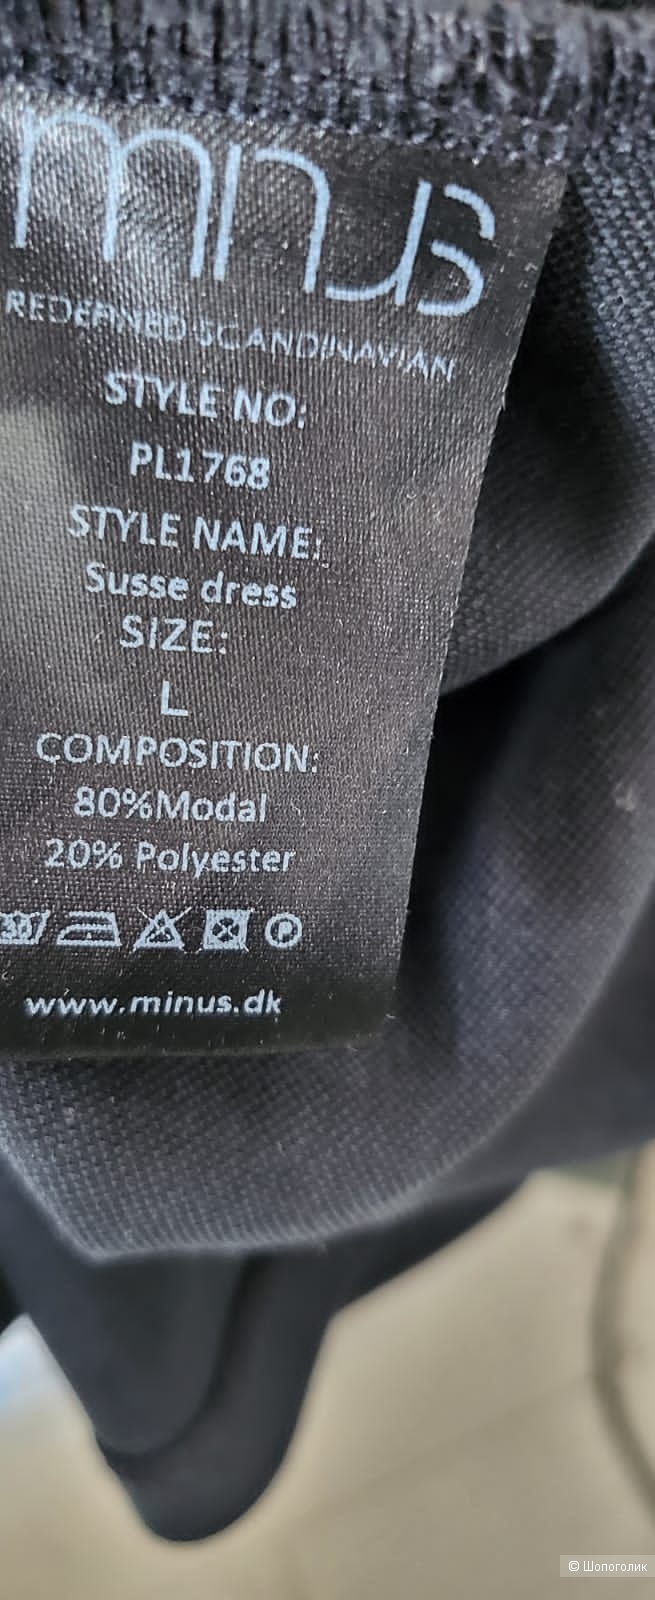 minus
REDEFINED SCANDINAVIAN
STYLE NO:
PL1768
STYLE NAME:
Susse dress
SIZE:
L
COMPOSITION:
80%Modal
20% Polyester
30 P
www.minus.dk
© Шопоголик